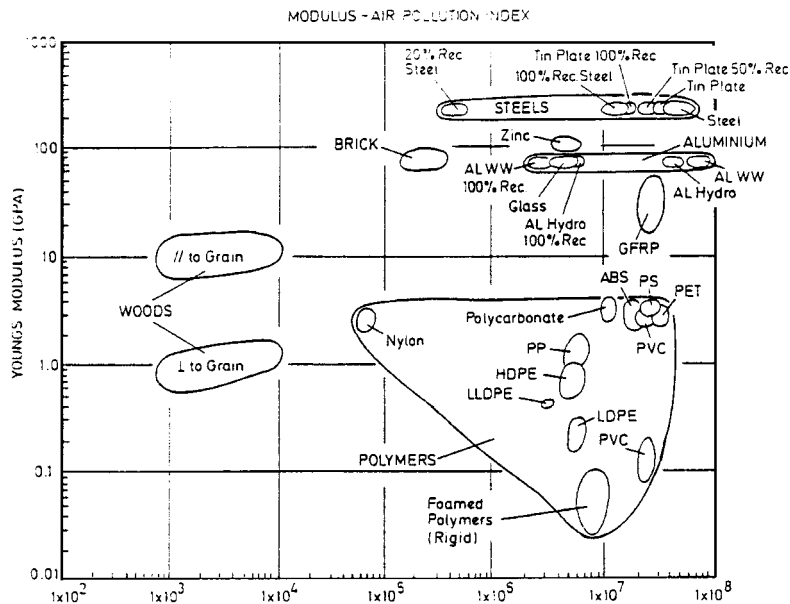 MODULUS - AIR POLLUTION INDEX
1000
100
10
1.0
0.1
0.01
YOUNGS MODULUS (GPA)
20% Rec
Steel
Tin Plate 100% Rec
100% Rec. Steel
Tin Plate 50% Rec
Tin Plate
STEELS
Steel
BRICK
Zinc
ALUMINIUM
AL WW
100% Rec.
Glass
AL Hydro
100% Rec
AL Hydro
AL WW
GFRP
// to Grain
WOODS
⊥ to Grain
Nylon
Polycarbonate
ABS
PS
PET
PVC
PP
HDPE
LLDPE
LDPE
PVC
POLYMERS
Foamed
Polymers
(Rigid)
1x10² 1x10³ 1x10⁴ 1x10⁵ 1x10⁶ 1x10⁷ 1x10⁸